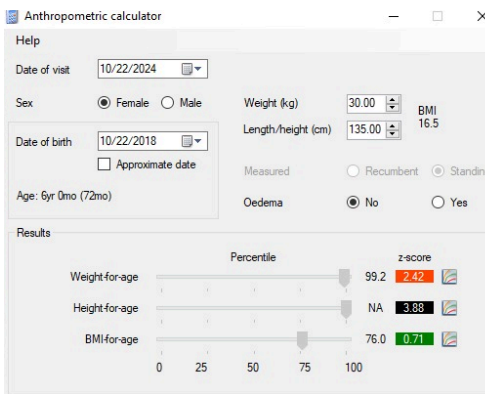 Anthropometric calculator
Help
Date of visit 10/22/2024
Sex Female Male
Weight (kg) 30.00
BMI
16.5
Length/height (cm) 135.00
Date of birth 10/22/2018
Approximate date
Measured Recumbent Standin
Age: 6yr 0mo (72mo)
Oedema No Yes
Results
Percentile z-score
Weight-for-age 99.2 2.42
Height-for-age NA 3.88
BMI-for-age 76.0 0.71
0 25 50 75 100